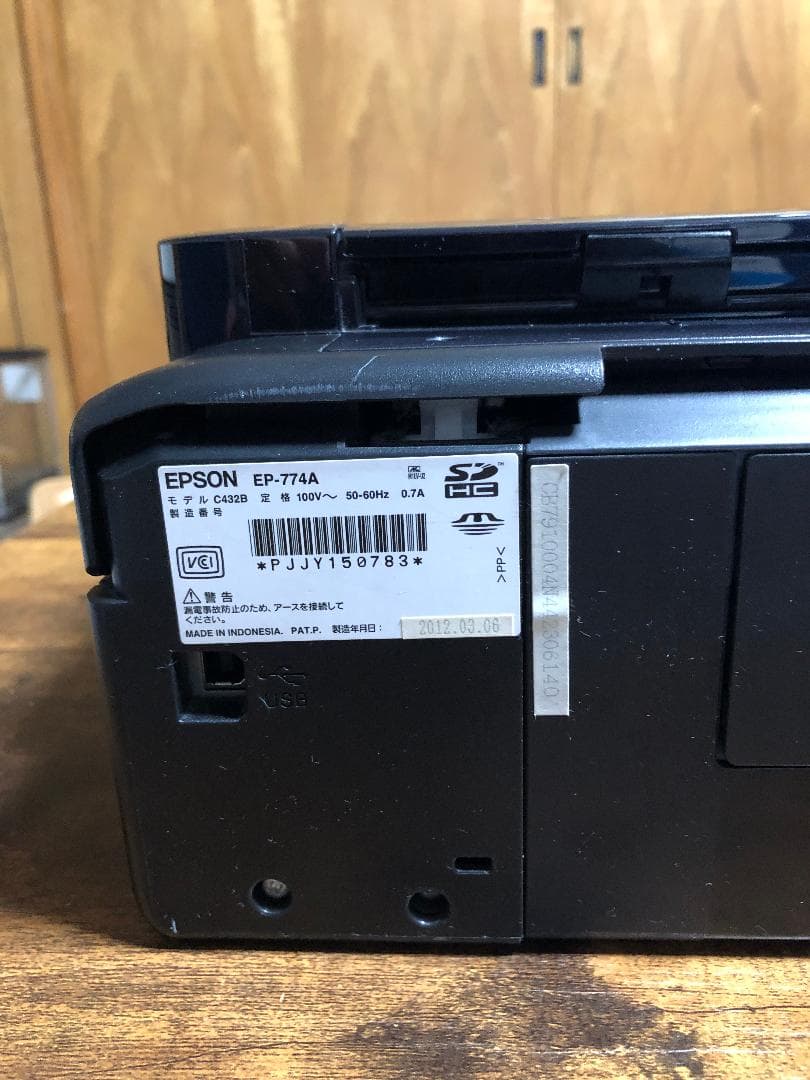 EPSON EP-774A
モデル C432B 定格 100V～ 50-60Hz 0.7A
製造番号
SD HC
VCCI
*PJJY150783*
>PP<
⚠警告
漏電事故防止のため、アースを接続して
ください。
MADE IN INDONESIA. PAT.P. 製造年月日: 2012.03.06
USB